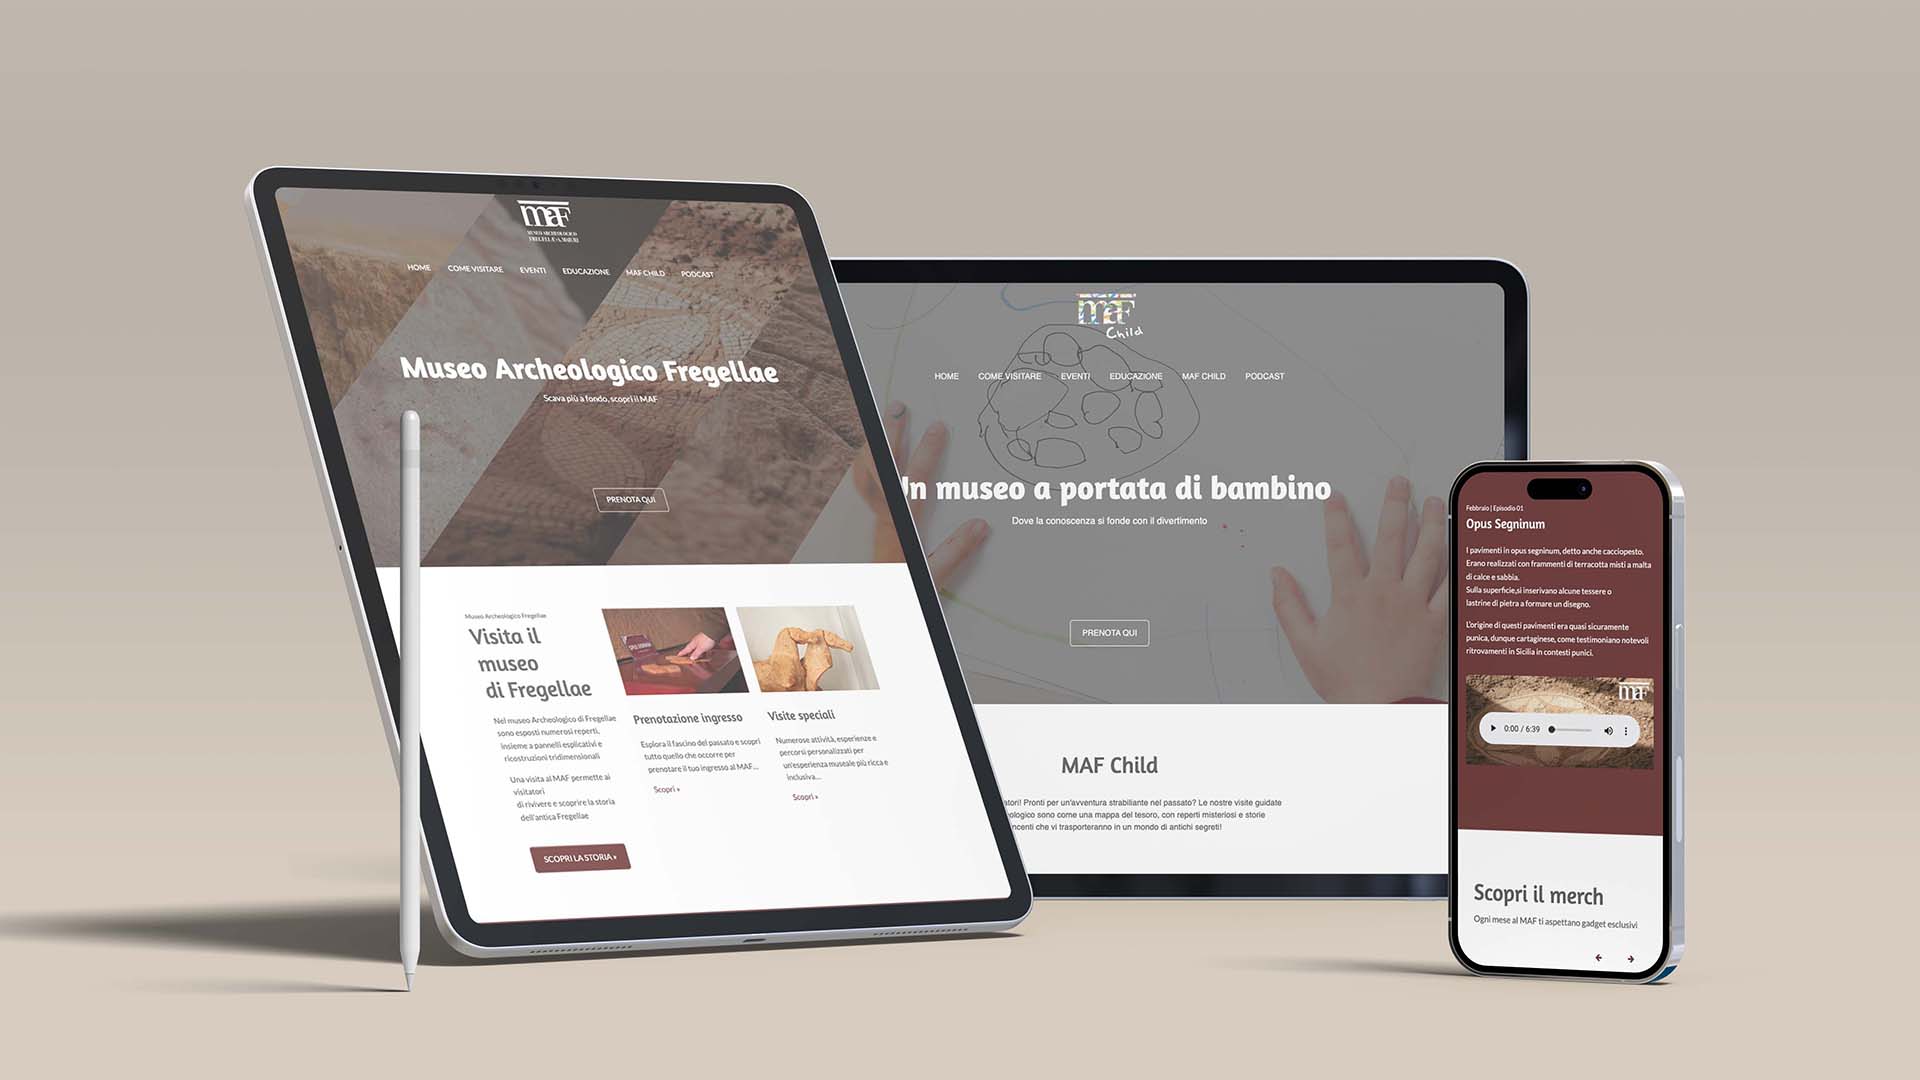 maF
MUSEO ARCHEOLOGICO
HOME COME VISITARE EVENTI EDUCAZIONE MAF CHILD PODCAST
Museo Archeologico Fregellae
Scava più a fondo, scopri il MAF
PRENOTA QUI
Museo Archeologico Fregellae
Visita il
museo
di Fregellae
Nel museo Archeologico di Fregellae
sono esposti numerosi reperti,
insieme a pannelli esplicativi e
ricostruzioni tridimensionali
Una visita al MAF permette ai
visitatori
di rivivere e scoprire la storia
dell'antica Fregellae
SCOPRI LA STORIA »
Prenotazione ingresso
Esplora il fascino del passato e scopri
tutto quello che occorre per
prenotare il tuo ingresso al MAF...
Scopri »
Visite speciali
Numerose attività, esperienze e
percorsi personalizzati per
un'esperienza museale più ricca e
inclusiva...
Scopri »
maF
Child
HOME COME VISITARE EVENTI EDUCAZIONE MAF CHILD PODCAST
Un museo a portata di bambino
Dove la conoscenza si fonde con il divertimento
PRENOTA QUI
MAF Child
atori! Pronti per un'avventura strabiliante nel passato? Le nostre visite guidate
ologico sono come una mappa del tesoro, con reperti misteriosi e storie
ncenti che vi trasporteranno in un mondo di antichi segreti!
Febbraio | Episodio 01
Opus Segninum
I pavimenti in opus segninum, detto anche cacciopesto.
Erano realizzati con frammenti di terracotta misti a malta
di calce e sabbia.
Sulla superficie,si inserivano alcune tessere o
lastrine di pietra a formare un disegno.
L'origine di questi pavimenti era quasi sicuramente
punica, dunque cartaginese, come testimoniano notevoli
ritrovamenti in Sicilia in contesti punici.
maF
0:00 / 6:39
Scopri il merch
Ogni mese al MAF ti aspettano gadget esclusivi